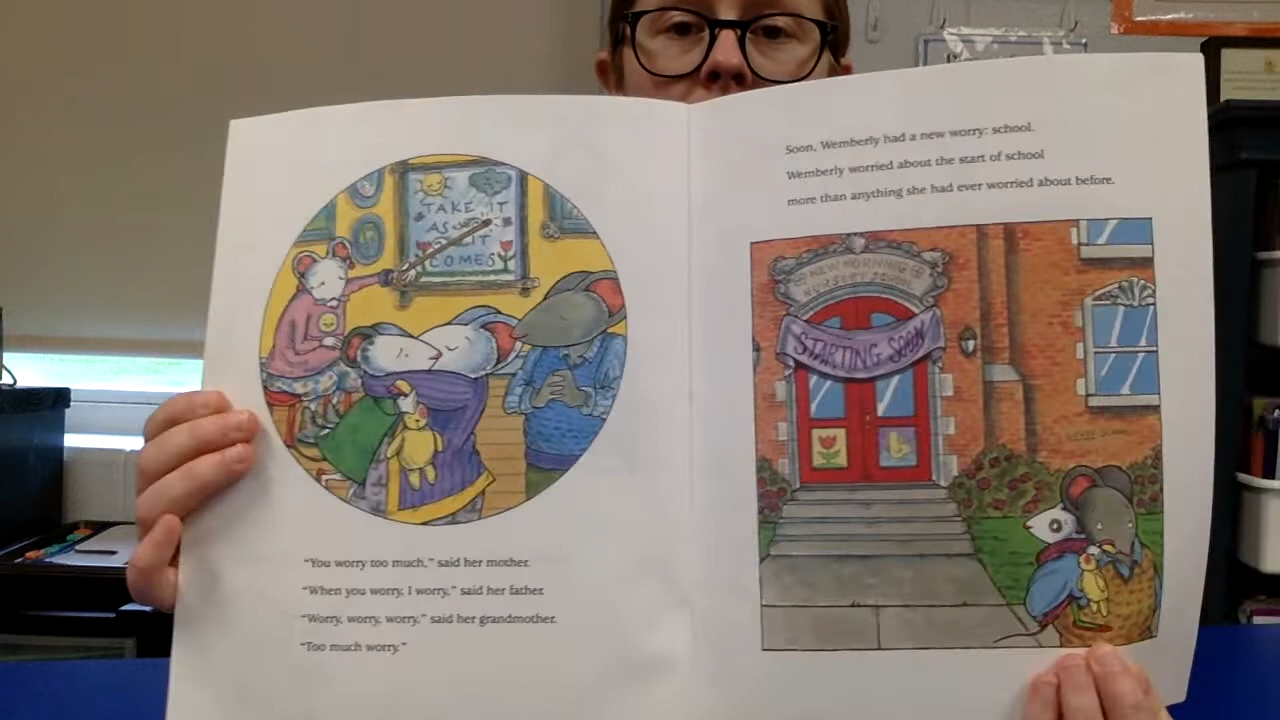 TAKE IT
AS
IT
COMES
"You worry too much," said her mother.
"When you worry, I worry," said her father.
"Worry, worry, worry," said her grandmother.
"Too much worry."
Soon, Wemberly had a new worry: school.
Wemberly worried about the start of school
more than anything she had ever worried about before.
NEW MORNING
NURSERY SCHOOL
STARTING SOON